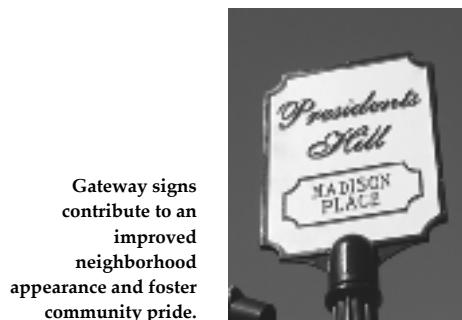 Gateway signs
contribute to an
improved
neighborhood
appearance and foster
community pride.
Presidents
Hill
MADISON
PLACE